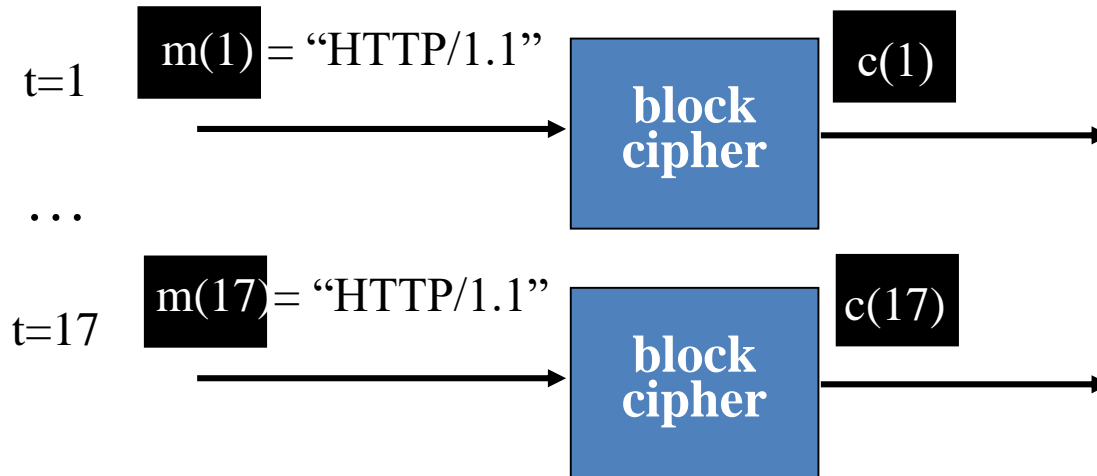 t=1
m(1) = “HTTP/1.1”
block
cipher
c(1)
…
t=17
m(17) = “HTTP/1.1”
block
cipher
c(17)